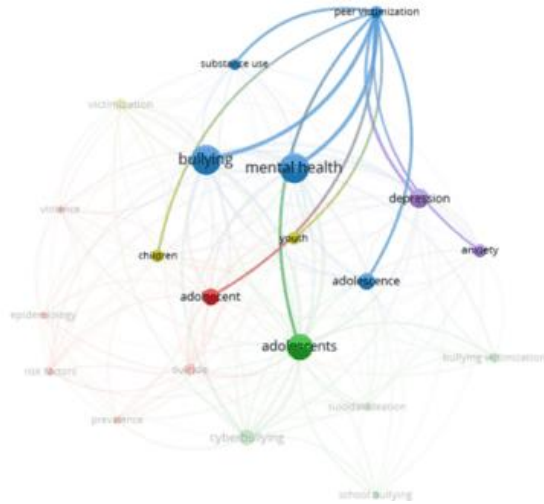 peer victimization
substance use
victimization
bullying
mental health
depression
violence
youth
anxiety
children
adolescence
adolescent
epidemiology
adolescents
bullying victimization
risk factors
suicide
suicidal ideation
prevalence
cyberbullying
school bullying